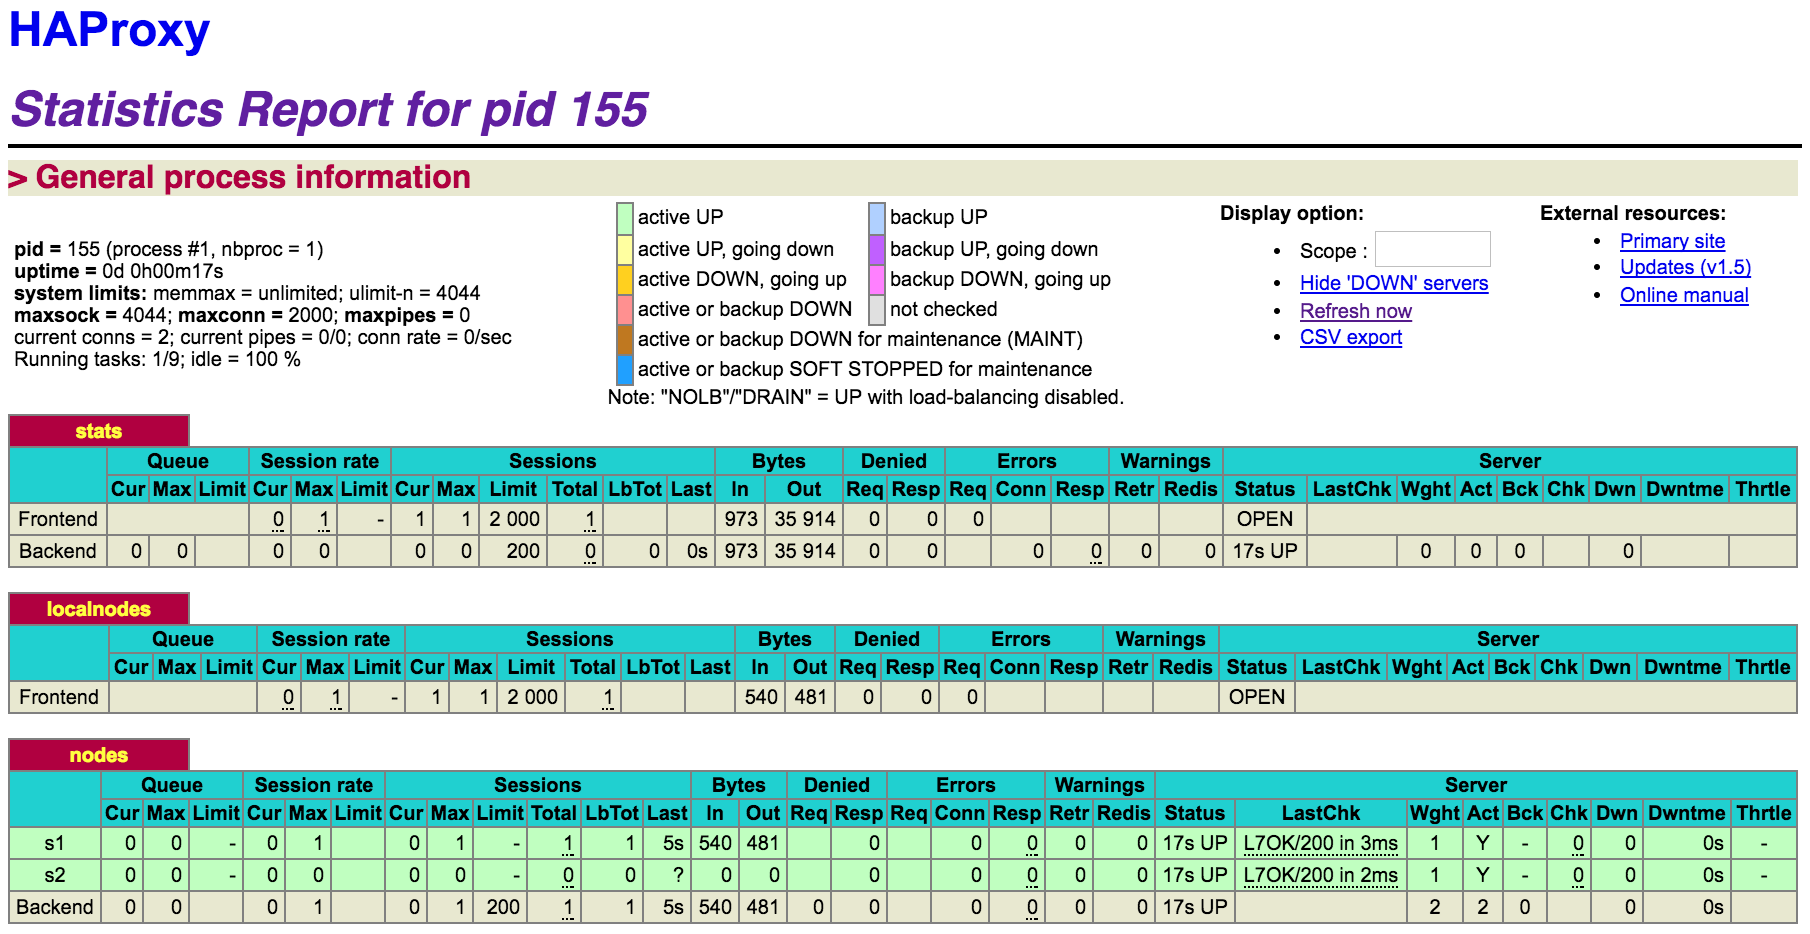 HAProxy
Statistics Report for pid 155
> General process information
pid = 155 (process #1, nbproc = 1)
uptime = 0d 0h00m17s
system limits: memmax = unlimited; ulimit-n = 4044
maxsock = 4044; maxconn = 2000; maxpipes = 0
current conns = 2; current pipes = 0/0; conn rate = 0/sec
Running tasks: 1/9; idle = 100 %
active UP backup UP
active UP, going down backup UP, going down
active DOWN, going up backup DOWN, going up
active or backup DOWN not checked
active or backup DOWN for maintenance (MAINT)
active or backup SOFT STOPPED for maintenance
Note: "NOLB"/"DRAIN" = UP with load-balancing disabled.
Display option:
• Scope :
• Hide 'DOWN' servers
• Refresh now
• CSV export
External resources:
• Primary site
• Updates (v1.5)
• Online manual
stats
Queue Session rate Sessions Bytes Denied Errors Warnings Server
Cur Max Limit Cur Max Limit Cur Max Limit Total LbTot Last In Out Req Resp Req Conn Resp Retr Redis Status LastChk Wght Act Bck Chk Dwn Dwntme Thrtle
Frontend 0 1 - 1 1 2 000 1 973 35 914 0 0 0 OPEN
Backend 0 0 0 0 0 0 200 0 0 0s 973 35 914 0 0 0 0 0 0 17s UP 0 0 0 0
localnodes
Queue Session rate Sessions Bytes Denied Errors Warnings Server
Cur Max Limit Cur Max Limit Cur Max Limit Total LbTot Last In Out Req Resp Req Conn Resp Retr Redis Status LastChk Wght Act Bck Chk Dwn Dwntme Thrtle
Frontend 0 1 - 1 1 2 000 1 540 481 0 0 0 OPEN
nodes
Queue Session rate Sessions Bytes Denied Errors Warnings Server
Cur Max Limit Cur Max Limit Cur Max Limit Total LbTot Last In Out Req Resp Req Conn Resp Retr Redis Status LastChk Wght Act Bck Chk Dwn Dwntme Thrtle
s1 0 0 - 0 1 0 1 - 1 1 5s 540 481 0 0 0 0 0 17s UP L7OK/200 in 3ms 1 Y - 0 0 0s -
s2 0 0 - 0 0 0 0 - 0 0 ? 0 0 0 0 0 0 0 17s UP L7OK/200 in 2ms 1 Y - 0 0 0s -
Backend 0 0 0 1 0 1 200 1 1 5s 540 481 0 0 0 0 0 0 17s UP 2 2 0 0 0s